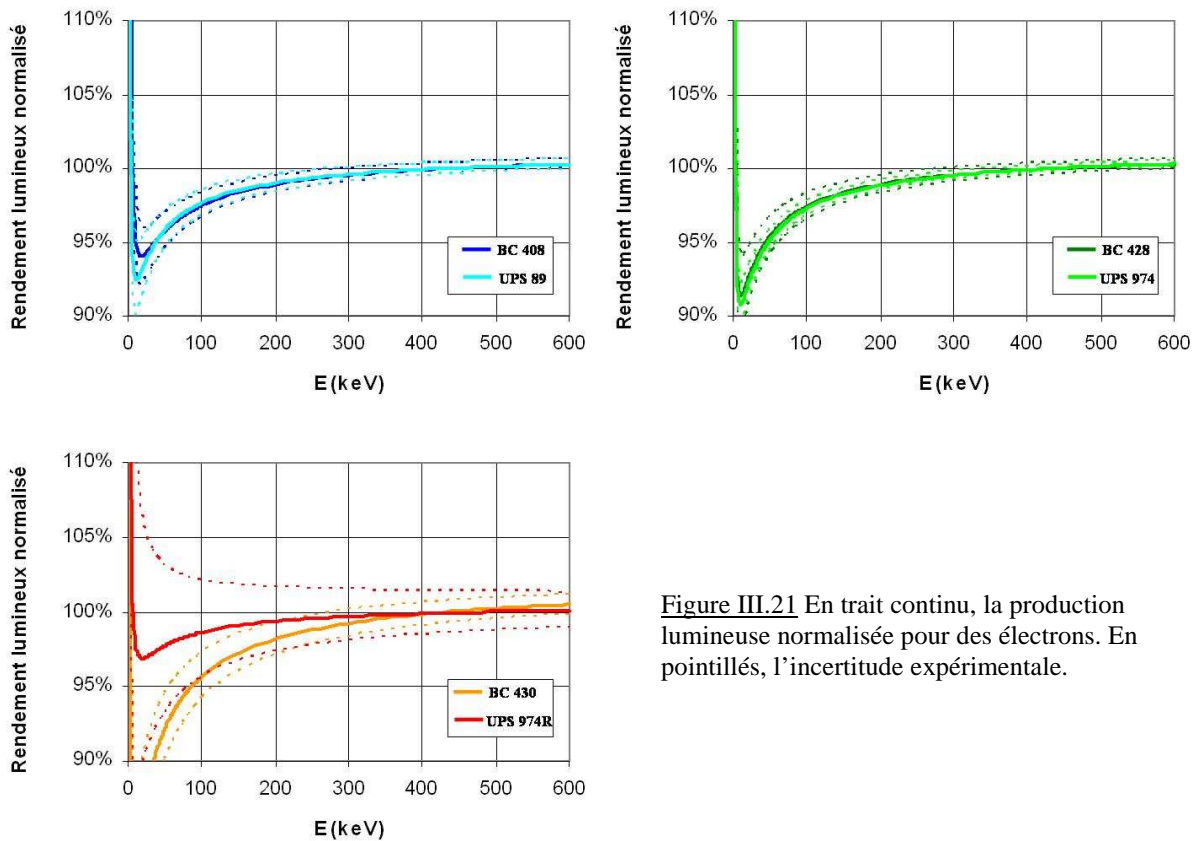 110%
105%
100%
95%
90%
Rendement lumineux normalisé
BC 408
UPS 89
0 100 200 300 400 500 600
E (keV)
110%
105%
100%
95%
90%
Rendement lumineux normalisé
BC 428
UPS 974
0 100 200 300 400 500 600
E (keV)
110%
105%
100%
95%
90%
Rendement lumineux normalisé
BC 430
UPS 974R
0 100 200 300 400 500 600
E (keV)
Figure III.21 En trait continu, la production
lumineuse normalisée pour des électrons. En
pointillés, l’incertitude expérimentale.